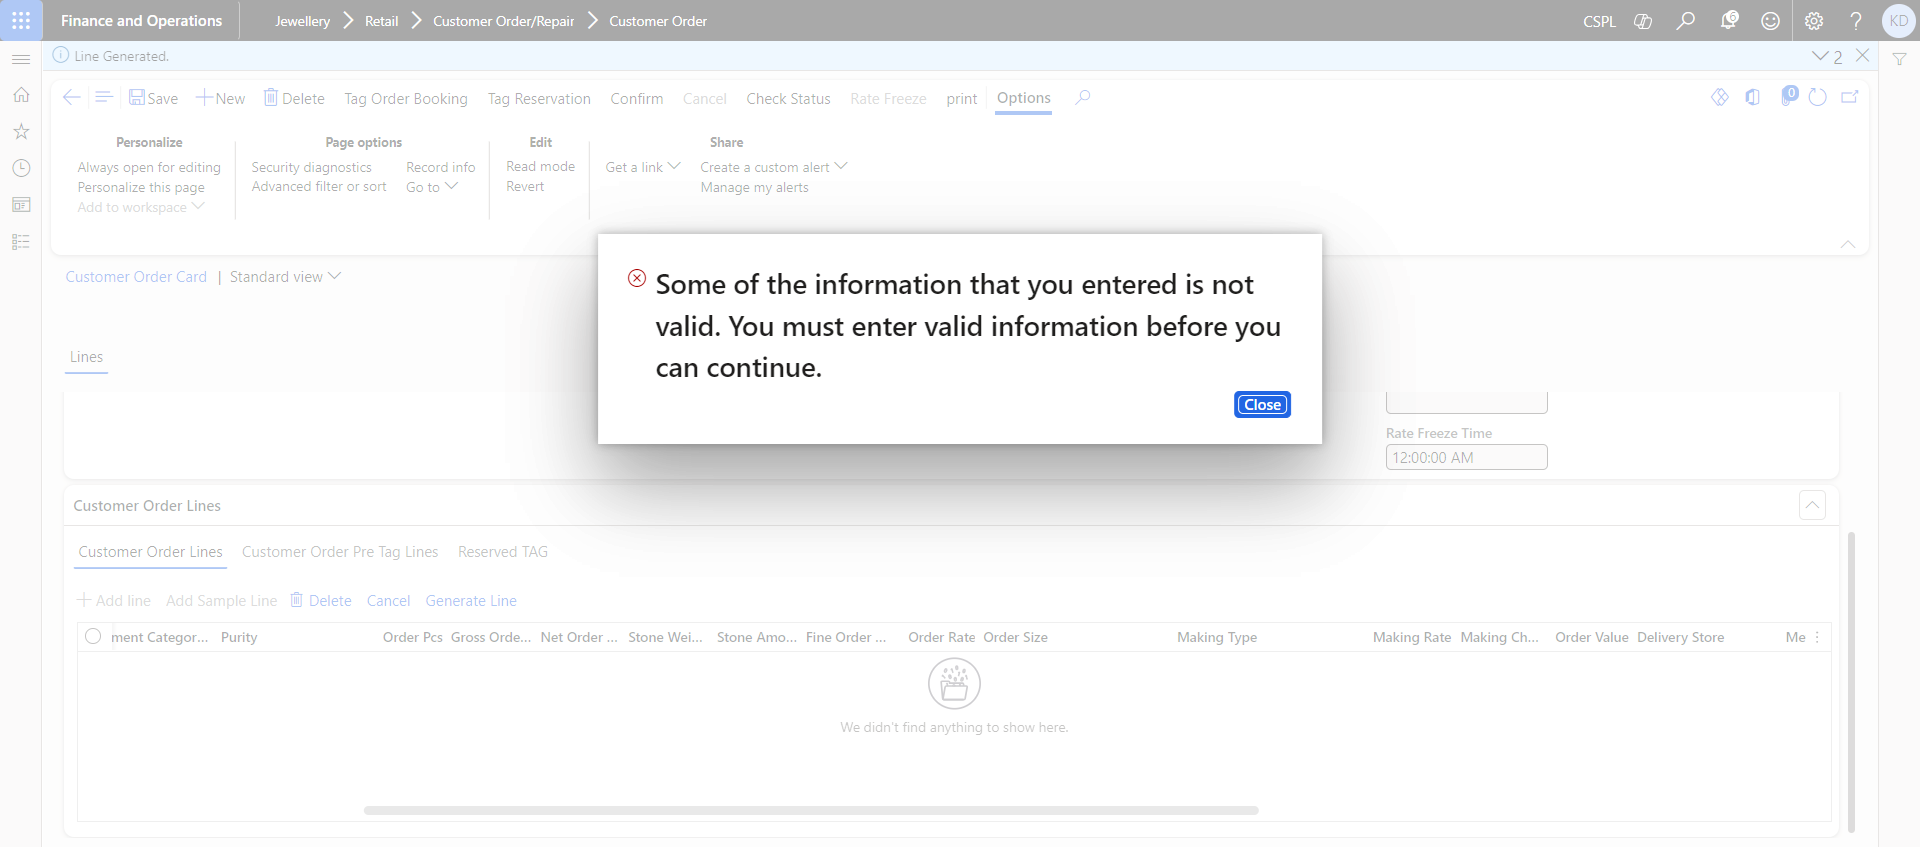 Finance and Operations
Jewellery
Retail
Customer Order/Repair
Customer Order
CSPL
6
?
KD
Line Generated.
2
Save
New
Delete
Tag Order Booking
Tag Reservation
Confirm
Cancel
Check Status
Rate Freeze
print
Options
0
Personalize
Always open for editing
Personalize this page
Add to workspace
Page options
Security diagnostics
Advanced filter or sort
Record info
Go to
Edit
Read mode
Revert
Share
Get a link
Create a custom alert
Manage my alerts
Customer Order Card | Standard view
Some of the information that you entered is not
valid. You must enter valid information before you
can continue.
Close
Lines
Rate Freeze Time
12:00:00 AM
Customer Order Lines
Customer Order Lines
Customer Order Pre Tag Lines
Reserved TAG
Add line
Add Sample Line
Delete
Cancel
Generate Line
ment Categor...
Purity
Order Pcs
Gross Orde...
Net Order ...
Stone Wei...
Stone Amo...
Fine Order ...
Order Rate
Order Size
Making Type
Making Rate
Making Ch...
Order Value
Delivery Store
Me
We didn't find anything to show here.